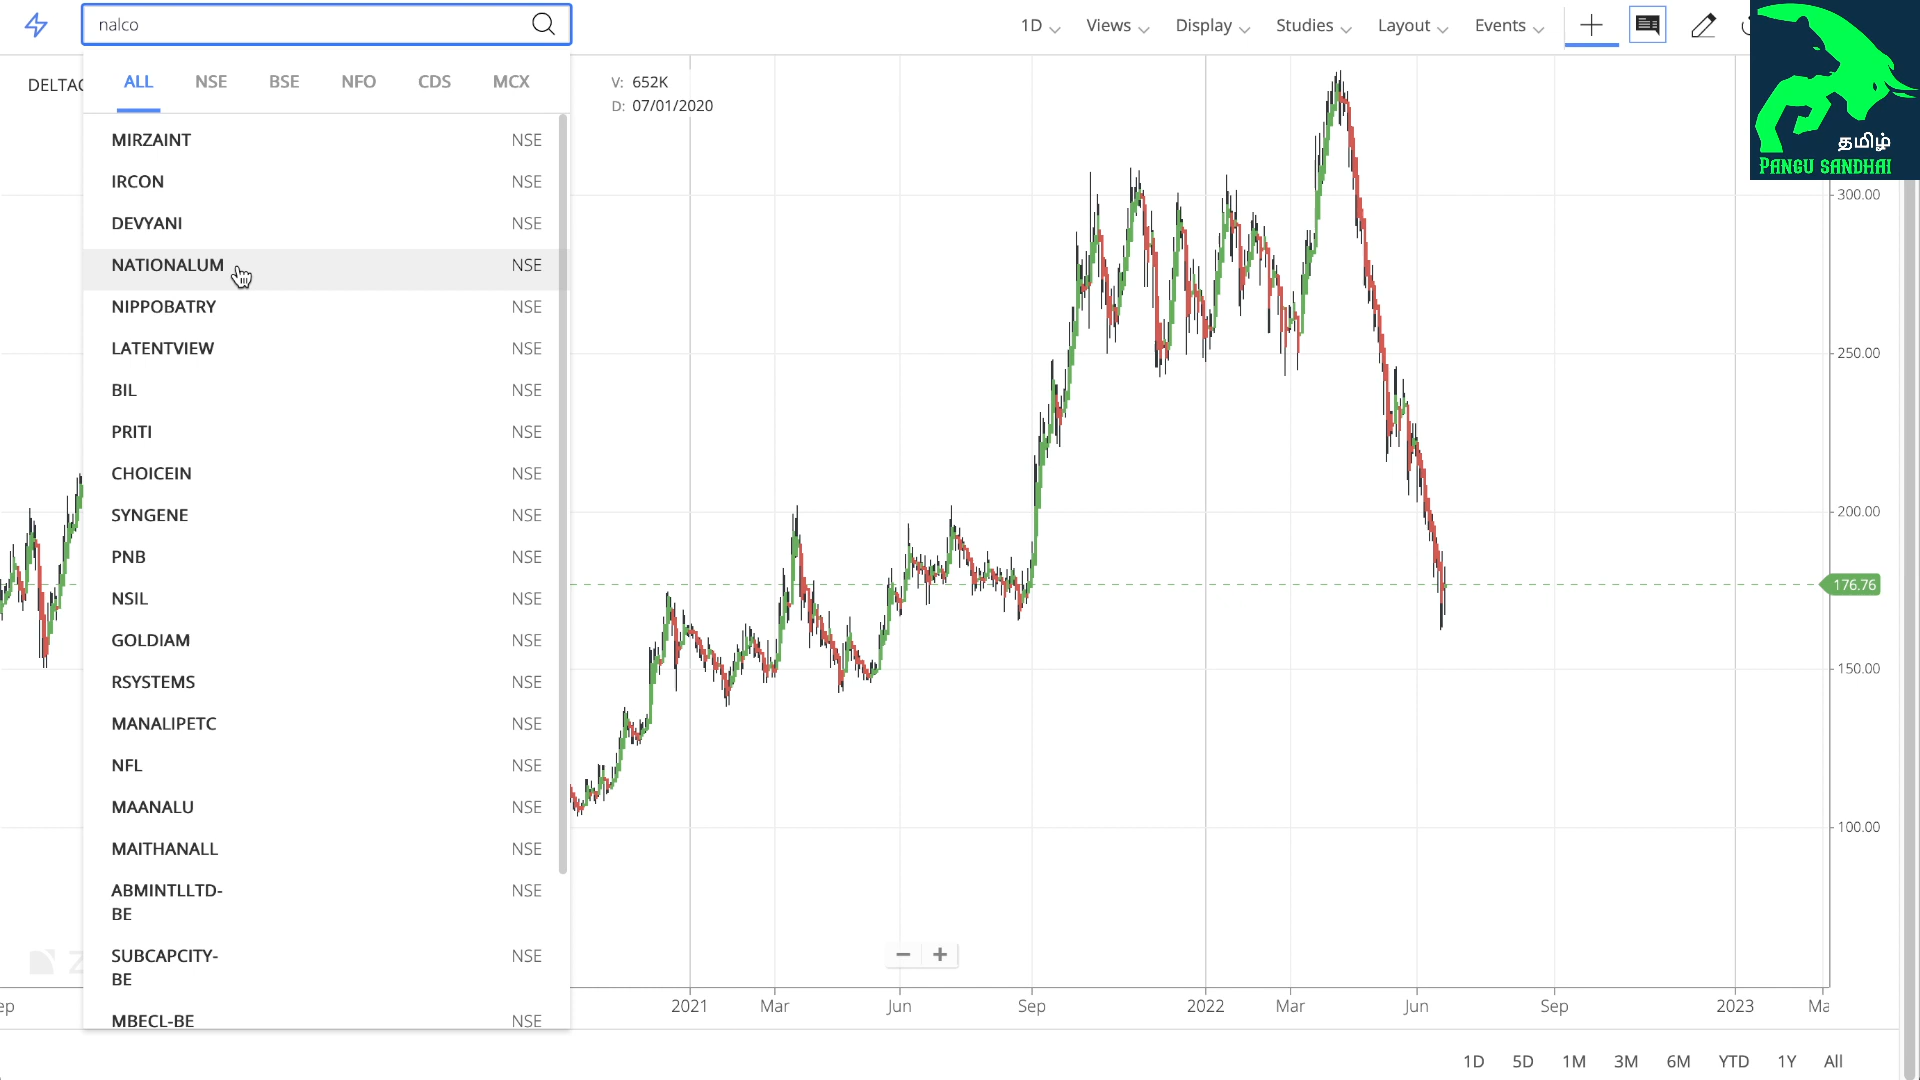 nalco
1D
Views
Display
Studies
Layout
Events
DELTAC
ALL
NSE
BSE
NFO
CDS
MCX
V: 652K
D: 07/01/2020
தமிழ்
PANGU SANDHAI
MIRZAINT NSE
IRCON NSE
DEVYANI NSE
NATIONALUM NSE
NIPPOBATRY NSE
LATENTVIEW NSE
BIL NSE
PRITI NSE
CHOICEIN NSE
SYNGENE NSE
PNB NSE
NSIL NSE
GOLDIAM NSE
RSYSTEMS NSE
MANALIPETC NSE
NFL NSE
MAANALU NSE
MAITHANALL NSE
ABMINTLLTD- NSE
BE
SUBCAPCITY- NSE
BE
MBECL-BE NSE
300.00
250.00
200.00
176.76
150.00
100.00
Z
ep
2021
Mar
Jun
Sep
2022
Mar
Jun
Sep
2023
Ma
1D
5D
1M
3M
6M
YTD
1Y
All